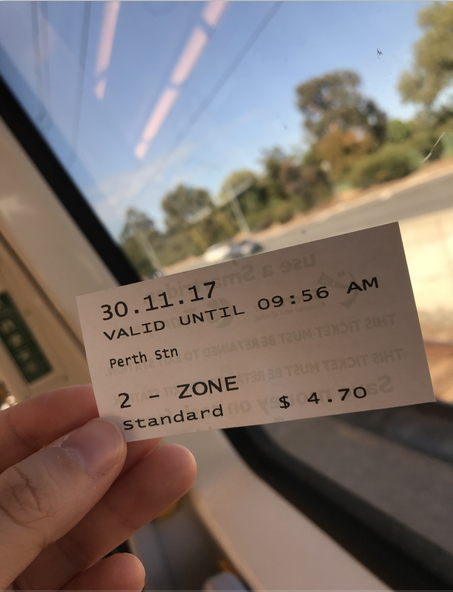 30.11.17
VALID UNTIL 09:56 AM
Perth Stn
2 - ZONE
Standard $ 4.70